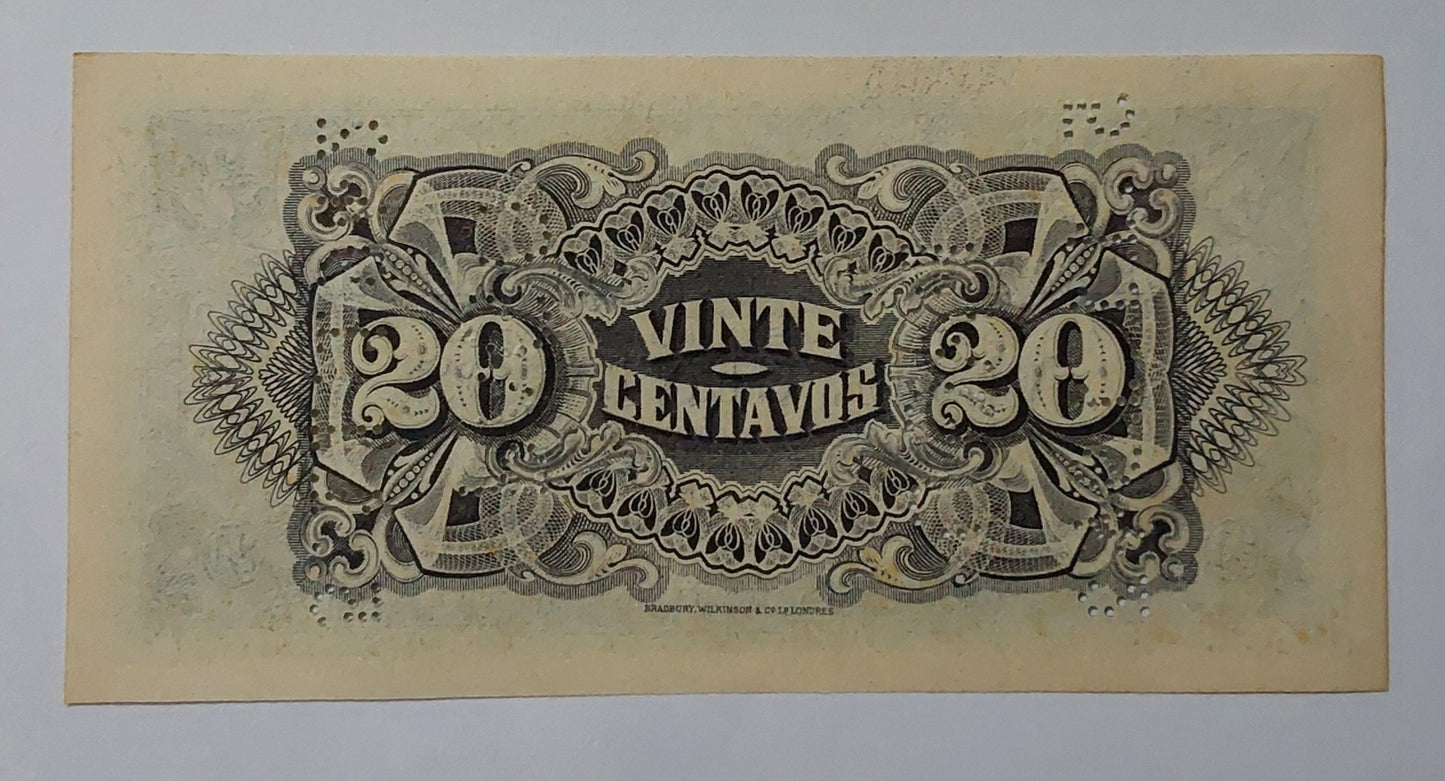 VINTE
20 20
CENTAVOS
BRADBURY, WILKINSON & Cº Lᴰ LONDRES